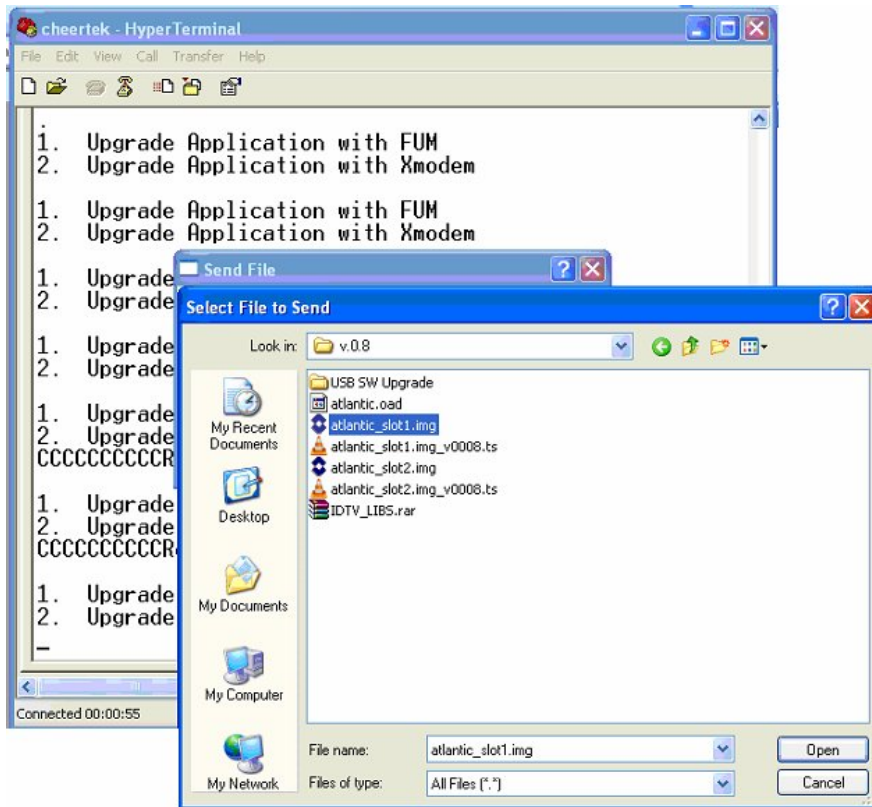 cheertek - HyperTerminal
File Edit View Call Transfer Help
.
1. Upgrade Application with FUM
2. Upgrade Application with Xmodem
1. Upgrade Application with FUM
2. Upgrade Application with Xmodem
1. Upgrade
2. Upgrade
1. Upgrade
2. Upgrade
1. Upgrade
2. Upgrade
CCCCCCCCCCR
1. Upgrade
2. Upgrade
CCCCCCCCCCR
1. Upgrade
2. Upgrade
_
Connected 00:00:55
Send File
Select File to Send
Look in: v.0.8
My Recent Documents
Desktop
My Documents
My Computer
My Network
USB SW Upgrade
atlantic.oad
atlantic_slot1.img
atlantic_slot1.img_v0008.ts
atlantic_slot2.img
atlantic_slot2.img_v0008.ts
IDTV_LIBS.rar
File name: atlantic_slot1.img Open
Files of type: All Files (*.*) Cancel